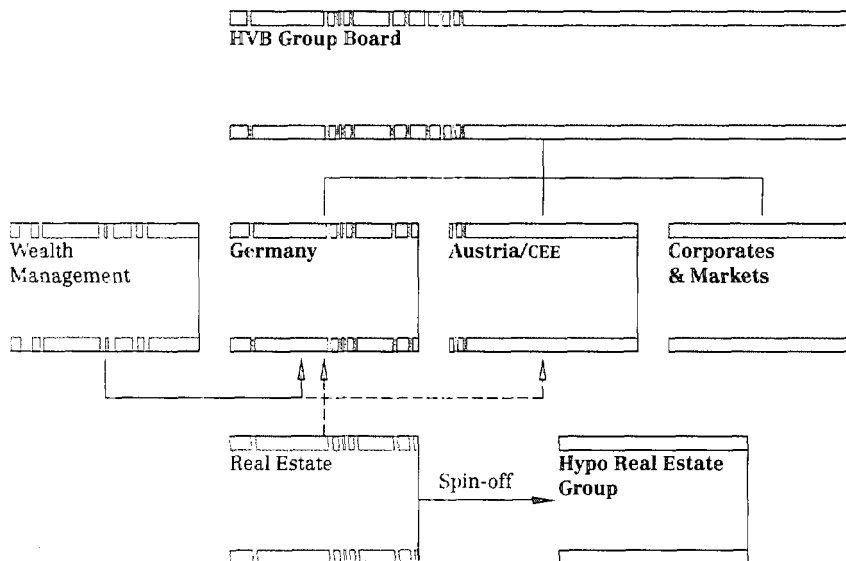 HVB Group Board
Wealth
Management
Germany
Austria/CEE
Corporates
& Markets
Real Estate
Spin-off
Hypo Real Estate
Group